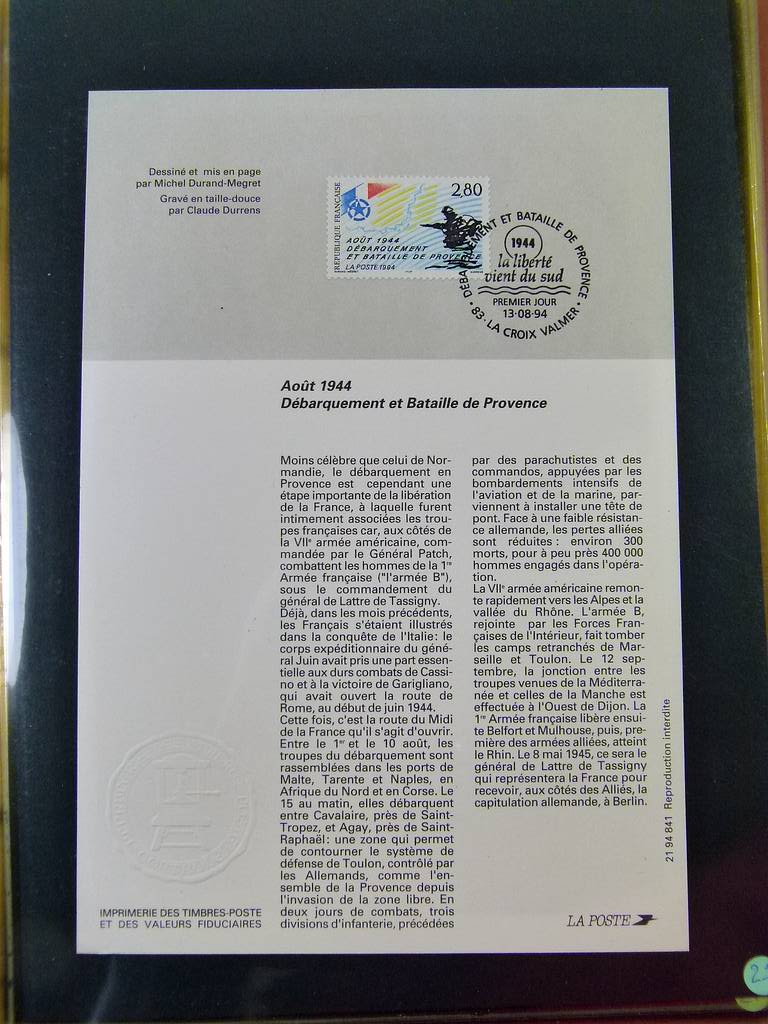 Dessiné et mis en page
par Michel Durand-Megret
Gravé en taille-douce
par Claude Durrens
REPUBLIQUE FRANÇAISE
2,80
AOÛT 1944
DÉBARQUEMENT
ET BATAILLE DE PROVENCE
LA POSTE 1994
DÉBARQUEMENT ET BATAILLE DE PROVENCE
1944
la liberté
vient du sud
PREMIER JOUR
13·08·94
· 83·LA CROIX VALMER ·
Août 1944
Débarquement et Bataille de Provence
Moins célèbre que celui de Nor-
mandie, le débarquement en
Provence est cependant une
étape importante de la libération
de la France, à laquelle furent
intimement associées les trou-
pes françaises car, aux côtés de
la VIIe armée américaine, com-
mandée par le Général Patch,
combattent les hommes de la 1re
Armée française ("l'armée B"),
sous le commandement du
général de Lattre de Tassigny.
Déjà, dans les mois précédents,
les Français s'étaient illustrés
dans la conquête de l'Italie: le
corps expéditionnaire du géné-
ral Juin avait pris une part essen-
tielle aux durs combats de Cassi-
no et à la victoire de Garigliano,
qui avait ouvert la route de
Rome, au début de juin 1944.
Cette fois, c'est la route du Midi
de la France qu'il s'agit d'ouvrir.
Entre le 1er et le 10 août, les
troupes du débarquement sont
rassemblées dans les ports de
Malte, Tarente et Naples, en
Afrique du Nord et en Corse. Le
15 au matin, elles débarquent
entre Cavalaire, près de Saint-
Tropez, et Agay, près de Saint-
Raphaël: une zone qui permet
de contourner le système de
défense de Toulon, contrôlé par
les Allemands, comme l'en-
semble de la Provence depuis
l'invasion de la zone libre. En
deux jours de combats, trois
divisions d'infanterie, précédées
par des parachutistes et des
commandos, appuyées par les
bombardements intensifs de
l'aviation et de la marine, par-
viennent à installer une tête de
pont. Face à une faible résistan-
ce allemande, les pertes alliées
sont réduites: environ 300
morts, pour à peu près 400 000
hommes engagés dans l'opéra-
tion.
La VIIe armée américaine remon-
te rapidement vers les Alpes et la
vallée du Rhône. L'armée B,
rejointe par les Forces Fran-
çaises de l'Intérieur, fait tomber
les camps retranchés de Mar-
seille et Toulon. Le 12 sep-
tembre, la jonction entre les
troupes venues de la Méditerra-
née et celles de la Manche est
effectuée à l'Ouest de Dijon. La
1re Armée française libère ensui-
te Belfort et Mulhouse, puis, pre-
mière des armées alliées, atteint
le Rhin. Le 8 mai 1945, ce sera le
général de Lattre de Tassigny
qui représentera la France pour
recevoir, aux côtés des Alliés, la
capitulation allemande, à Berlin.
21 94 841 Reproduction interdite
IMPRIMERIE DES TIMBRES-POSTE
ET DES VALEURS FIDUCIAIRES
LA POSTE